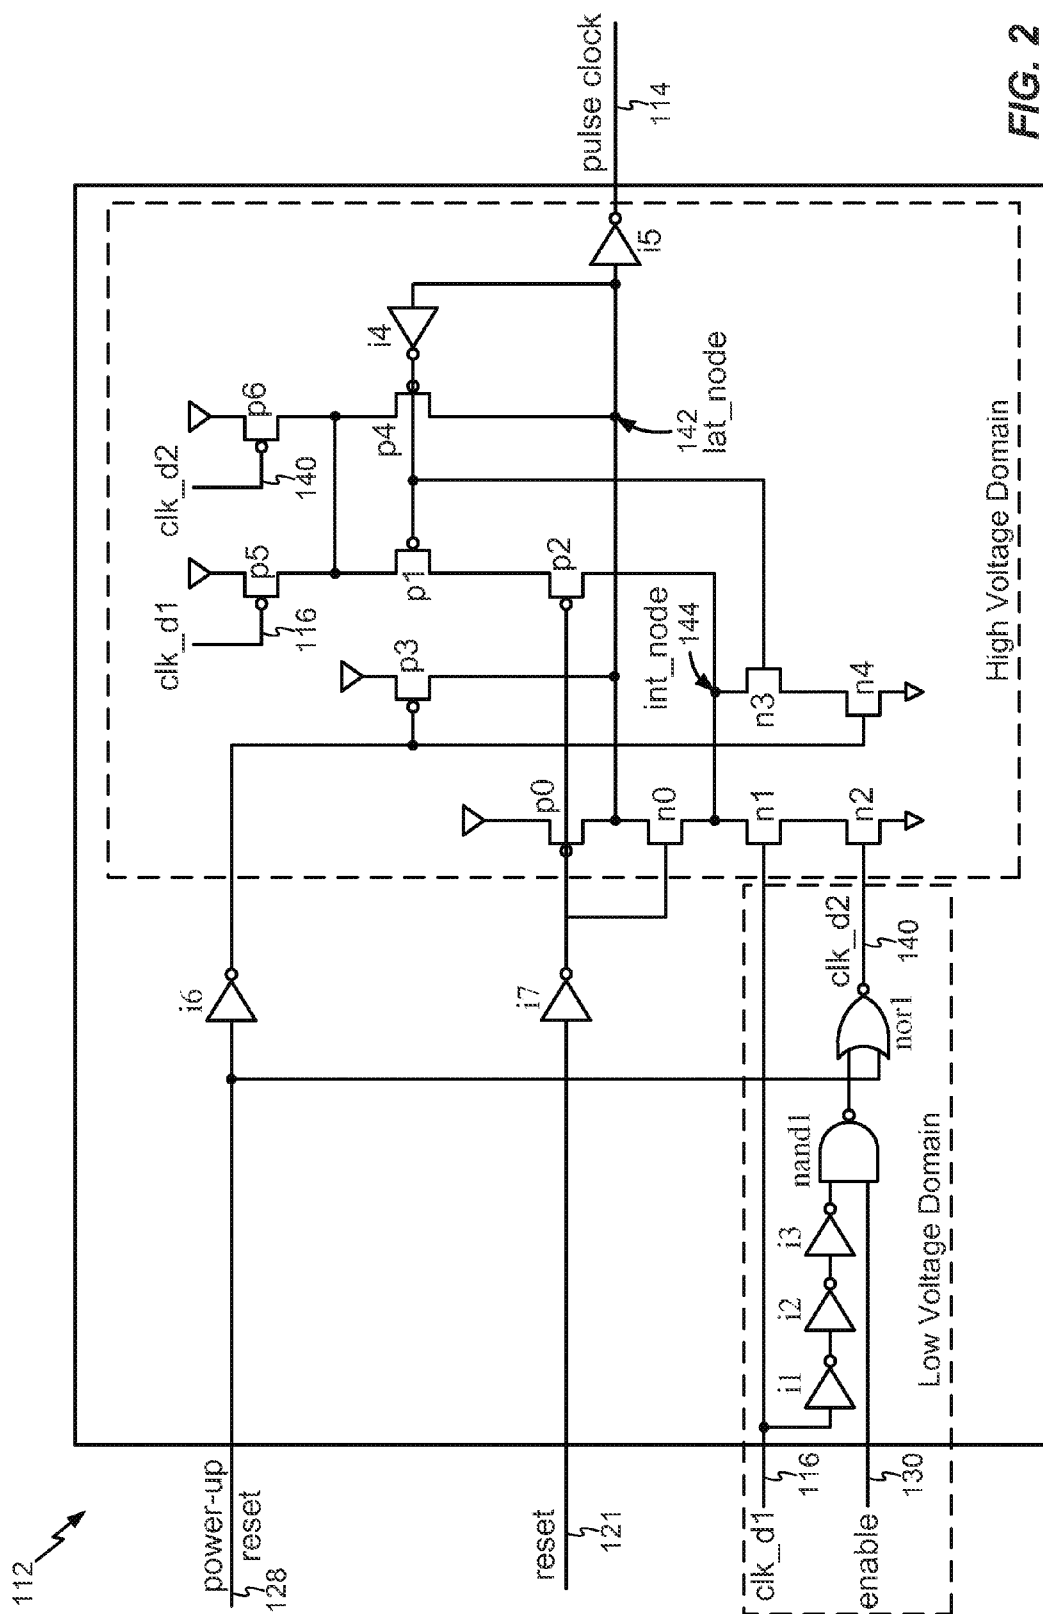 112
power-up
reset
128
reset
121
clk_d1
116
enable
130
i6
i7
i1
i2
i3
nand1
nor1
clk_d2
140
Low Voltage Domain
clk_d1
116
p5
clk_d2
140
p6
p3
p1
p4
i4
p0
p2
n0
n1
n2
int_node
144
n3
n4
142
lat_node
i5
High Voltage Domain
pulse clock
114
FIG. 2